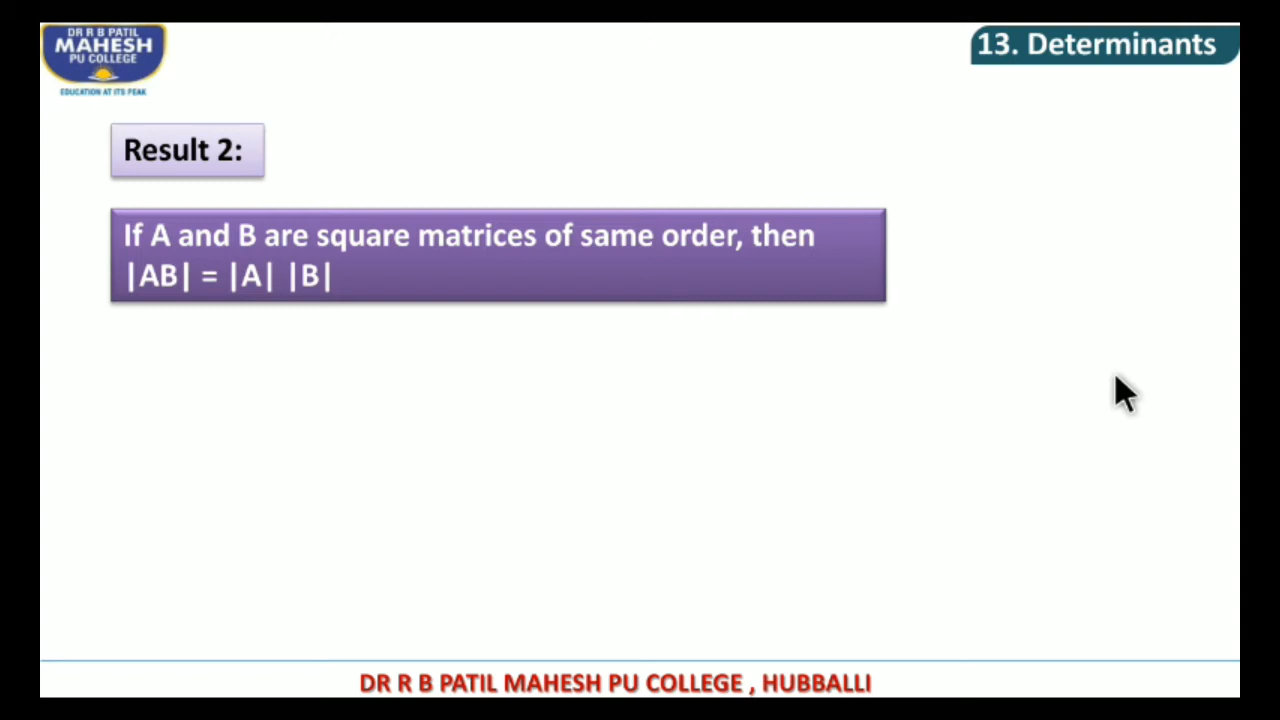 DR R B PATIL
MAHESH
PU COLLEGE
EDUCATION AT ITS PEAK
13. Determinants
Result 2:
If A and B are square matrices of same order, then
|AB| = |A| |B|
DR R B PATIL MAHESH PU COLLEGE , HUBBALLI